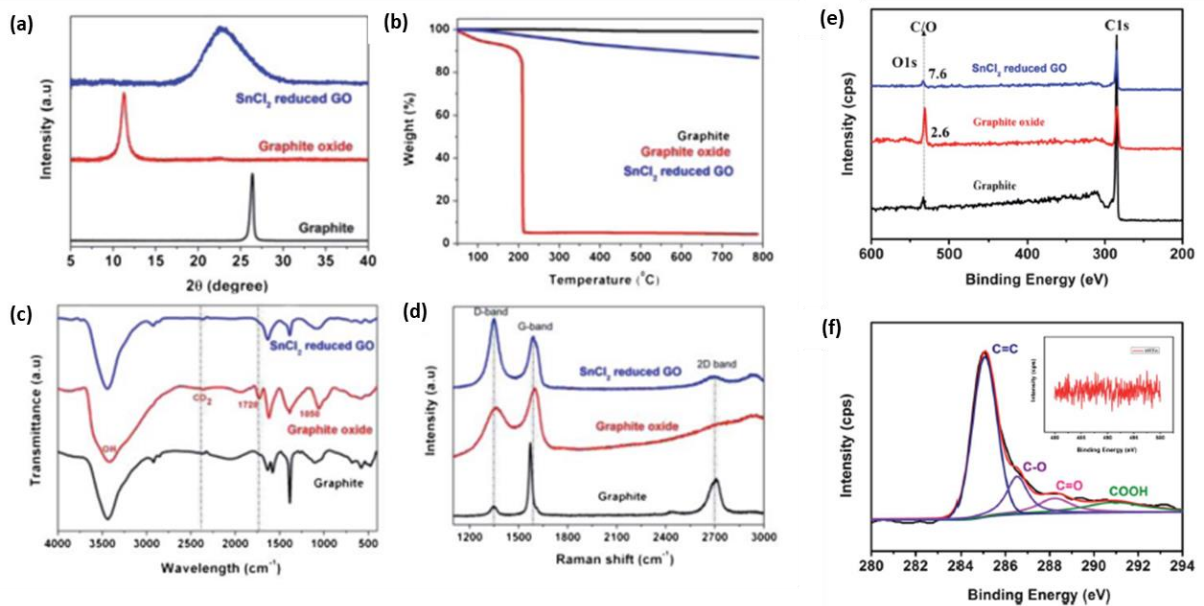 (a)
Intensity (a.u)
SnCl2 reduced GO
Graphite oxide
Graphite
5 10 15 20 25 30 35 40
2θ (degree)
(b)
Weight (%)
100
80
60
40
20
0
Graphite
Graphite oxide
SnCl2 reduced GO
100 200 300 400 500 600 700 800
Temperature (⁰C)
(e)
Intensity (cps)
C/O
C1s
O1s
7.6
SnCl2 reduced GO
2.6
Graphite oxide
Graphite
600 500 400 300 200
Binding Energy (eV)
(c)
Transmittance (a.u)
SnCl2 reduced GO
CO2
1720
1050
OH
Graphite oxide
Graphite
4000 3500 3000 2500 2000 1500 1000 500
Wavelength (cm⁻¹)
(d)
Intensity (a.u)
D-band
G-band
2D band
SnCl2 reduced GO
Graphite oxide
Graphite
1200 1500 1800 2100 2400 2700 3000
Raman shift (cm⁻¹)
(f)
Intensity (cps)
C=C
C-O
C=O
COOH
Intensity (cps)
Binding Energy (eV)
280 282 284 286 288 290 292 294
Binding Energy (eV)